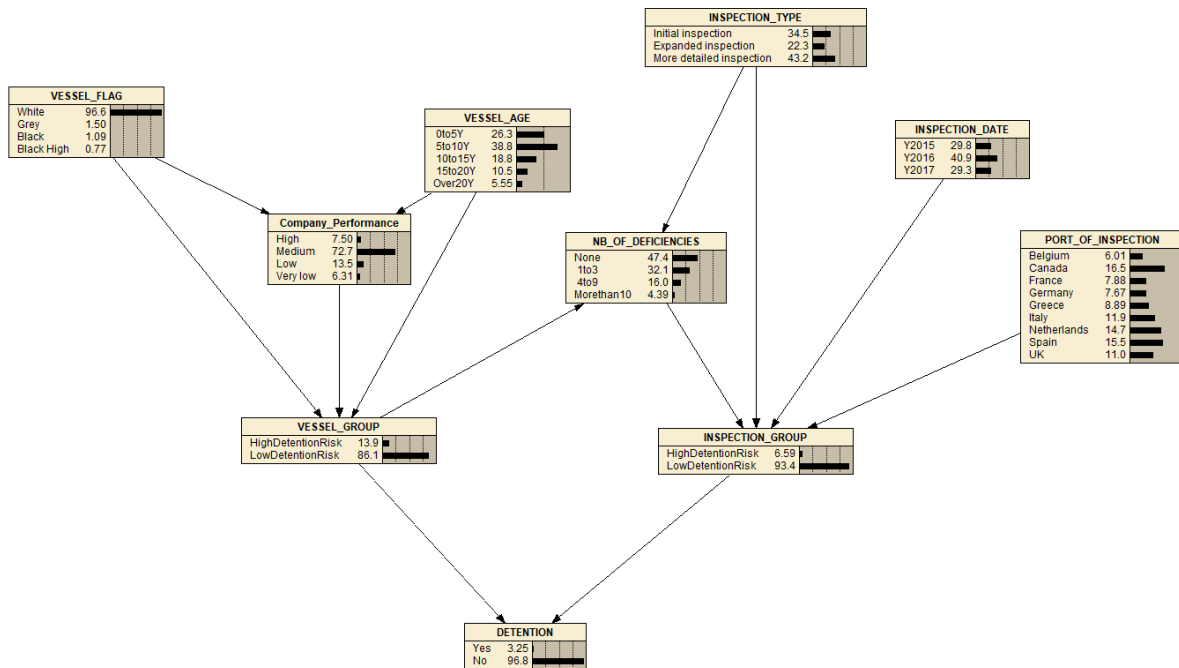 INSPECTION_TYPE
Initial inspection 34.5
Expanded inspection 22.3
More detailed inspection 43.2
VESSEL_FLAG
White 96.6
Grey 1.50
Black 1.09
Black High 0.77
VESSEL_AGE
0to5Y 26.3
5to10Y 38.8
10to15Y 18.8
15to20Y 10.5
Over20Y 5.55
INSPECTION_DATE
Y2015 29.8
Y2016 40.9
Y2017 29.3
Company_Performance
High 7.50
Medium 72.7
Low 13.5
Very low 6.31
NB_OF_DEFICIENCIES
None 47.4
1to3 32.1
4to9 16.0
Morethan10 4.39
PORT_OF_INSPECTION
Belgium 6.01
Canada 16.5
France 7.88
Germany 7.67
Greece 8.89
Italy 11.9
Netherlands 14.7
Spain 15.5
UK 11.0
VESSEL_GROUP
HighDetentionRisk 13.9
LowDetentionRisk 86.1
INSPECTION_GROUP
HighDetentionRisk 6.59
LowDetentionRisk 93.4
DETENTION
Yes 3.25
No 96.8